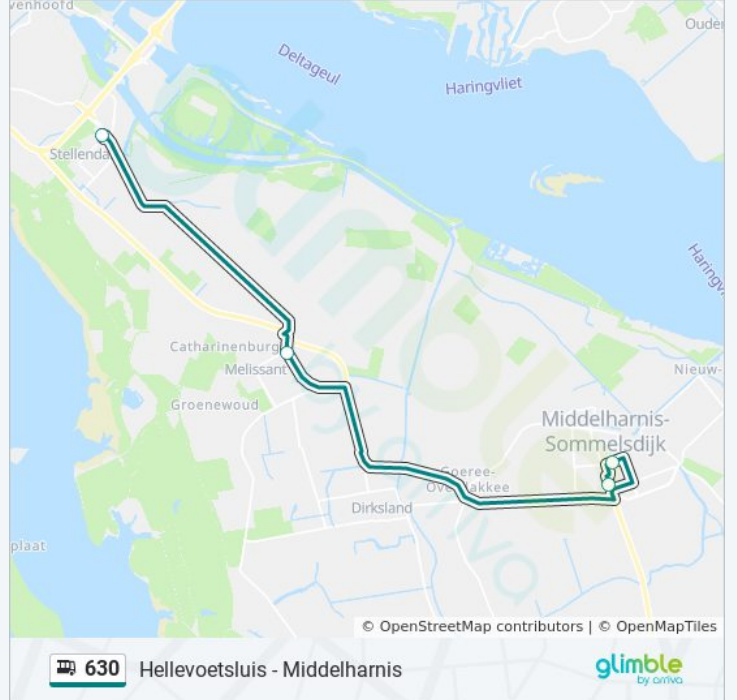 venhoofd
Deltageul
Haringvliet
Stellenda
Catharinenburg
Melissant
Groenewoud
Middelharnis-
Sommelsdijk
Nieuw-
Goeree-
Dirksland
plaat
© OpenStreetMap contributors | © OpenMapTiles
630 Hellevoetsluis - Middelharnis
glimble
by arriva